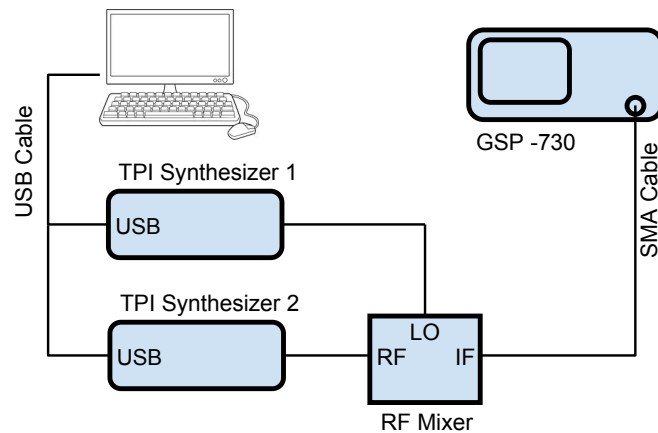 USB Cable
GSP -730
SMA Cable
TPI Synthesizer 1
USB
TPI Synthesizer 2
USB
LO
RF
IF
RF Mixer